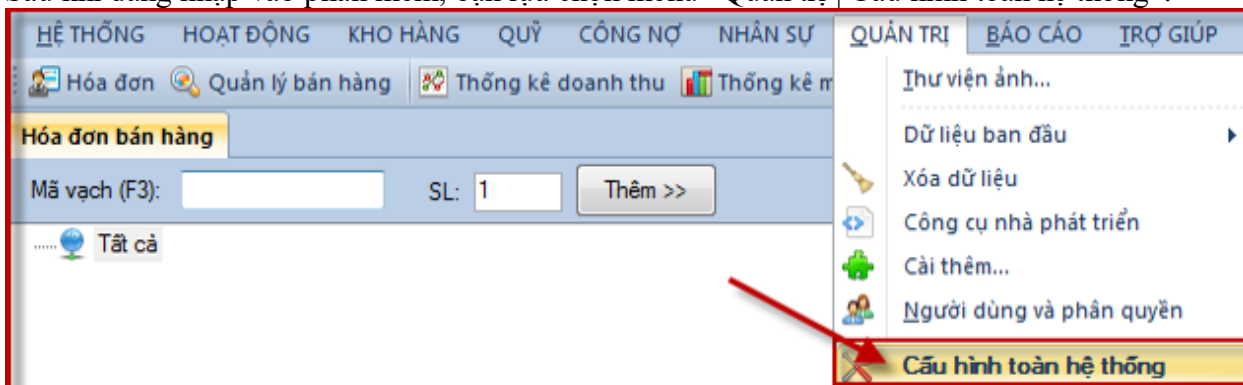 HỆ THỐNG HOẠT ĐỘNG KHO HÀNG QUỸ CÔNG NỢ NHÂN SỰ QUẢN TRỊ BÁO CÁO TRỢ GIÚP
Hóa đơn Quản lý bán hàng Thống kê doanh thu Thống kê
Thư viện ảnh...
Hóa đơn bán hàng
Dữ liệu ban đầu
Mã vạch (F3): SL: 1 Thêm >>
Xóa dữ liệu
Công cụ nhà phát triển
Tất cả
Cài thêm...
Người dùng và phân quyền
Cấu hình toàn hệ thống